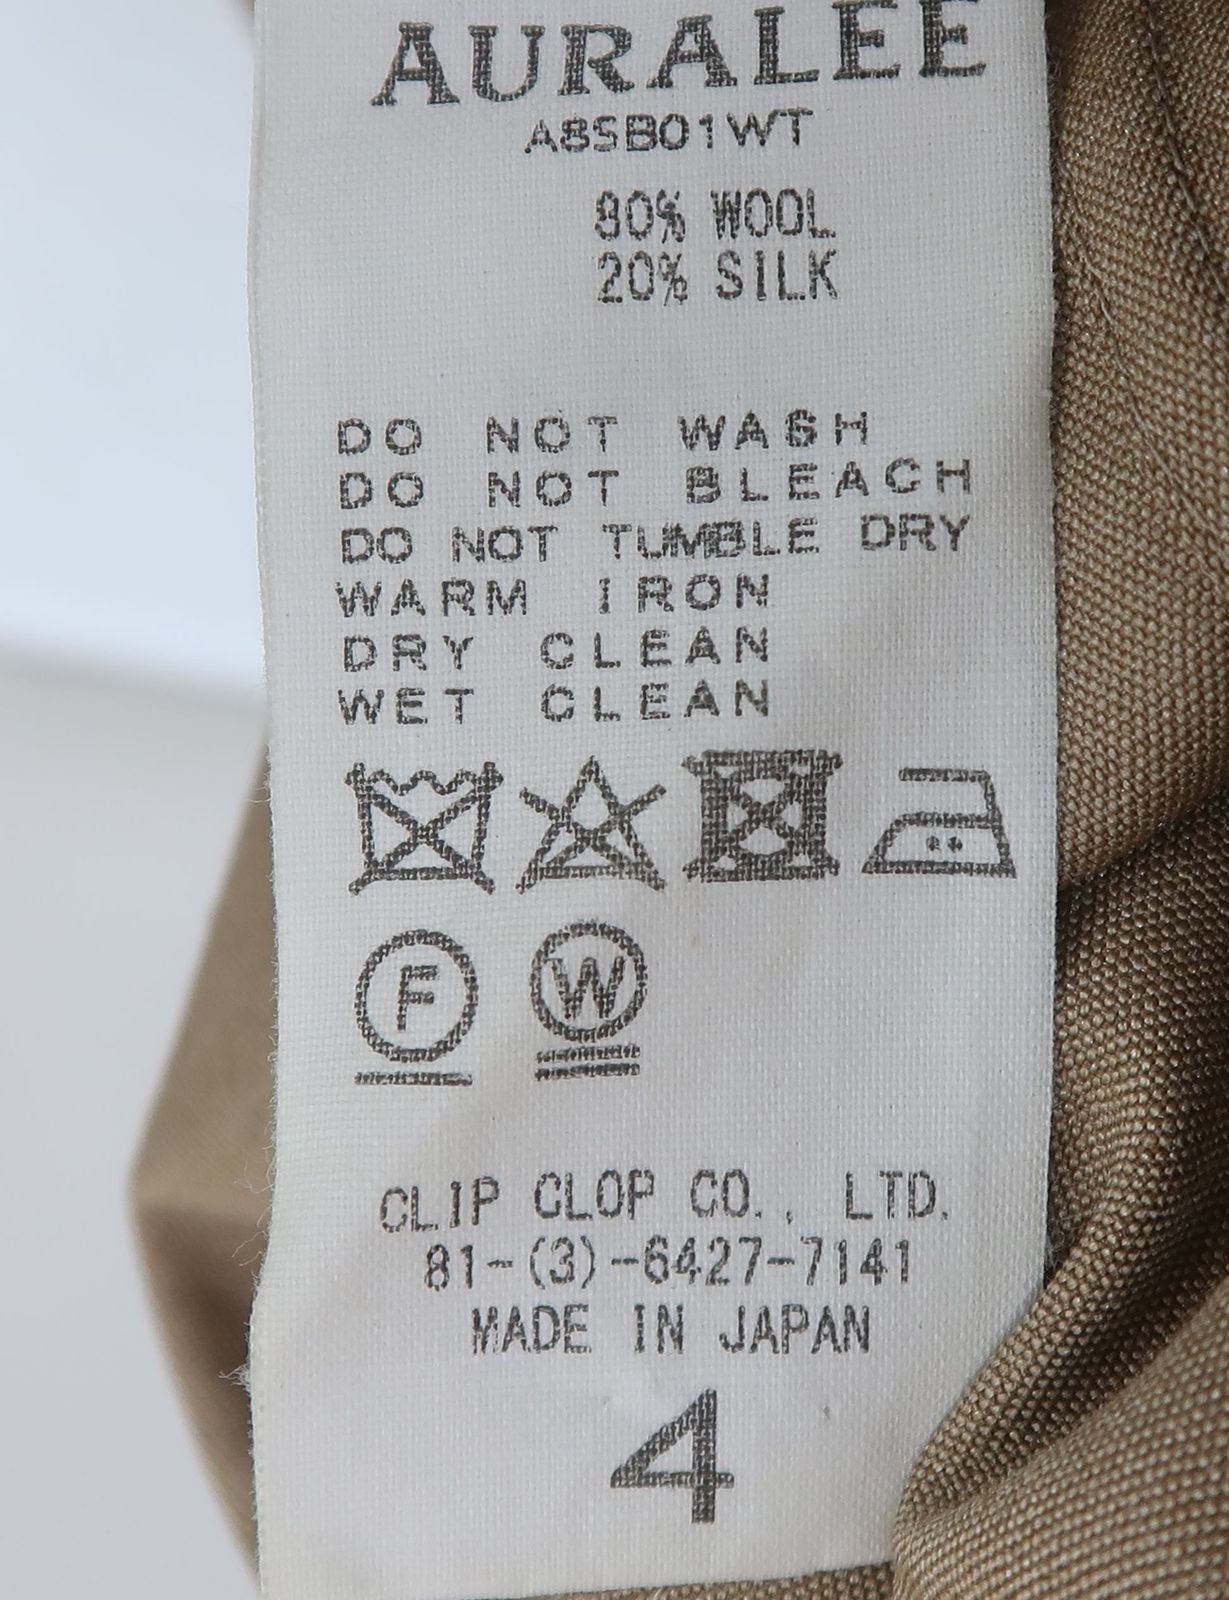 AURALEE
A8SB01WT
80% WOOL
20% SILK
DO NOT WASH
DO NOT BLEACH
DO NOT TUMBLE DRY
WARM IRON
DRY CLEAN
WET CLEAN
F W
CLIP CLOP CO., LTD.
81-(3)-6427-7141
MADE IN JAPAN
4